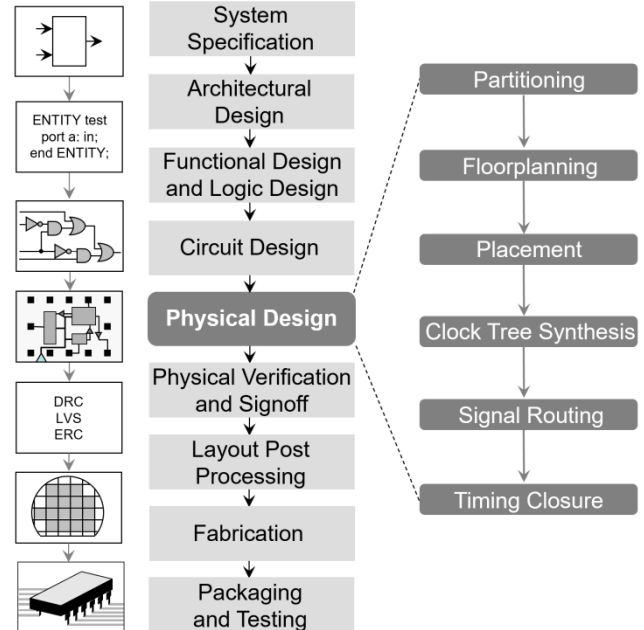 ENTITY test
port a: in;
end ENTITY;
DRC
LVS
ERC
System
Specification
Architectural
Design
Functional Design
and Logic Design
Circuit Design
Physical Design
Physical Verification
and Signoff
Layout Post
Processing
Fabrication
Packaging
and Testing
Partitioning
Floorplanning
Placement
Clock Tree Synthesis
Signal Routing
Timing Closure